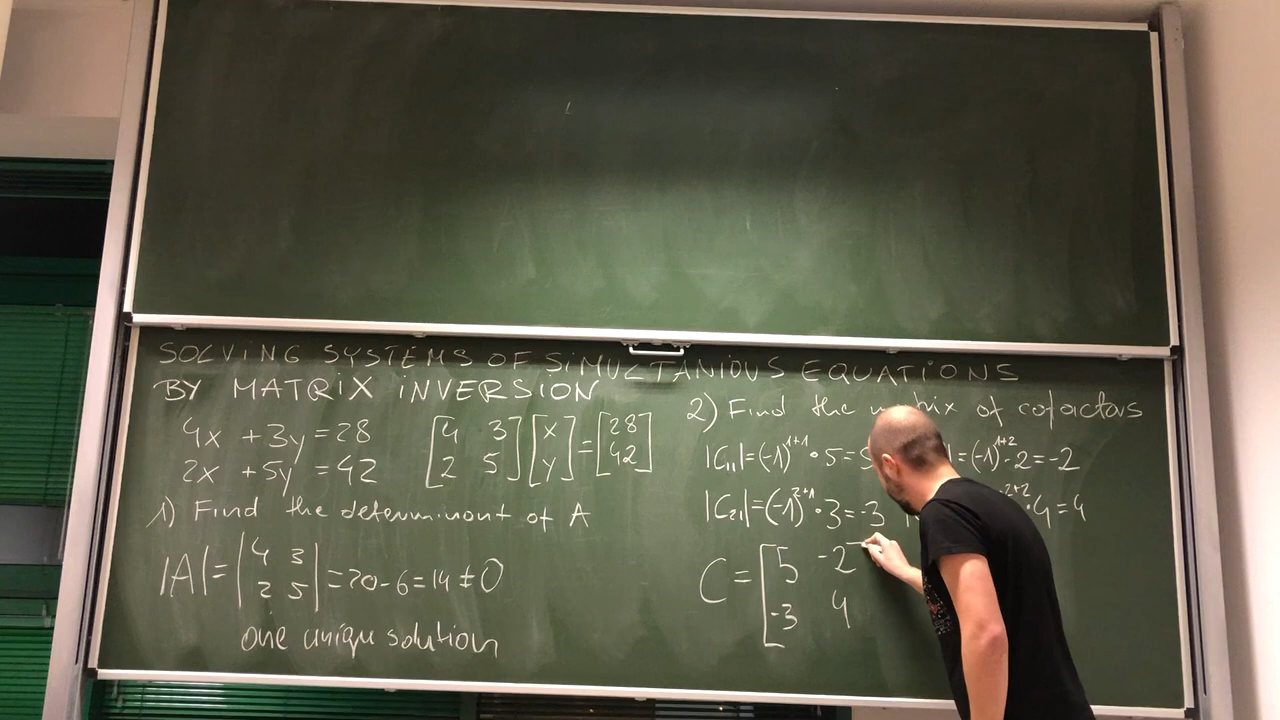 SOLVING SYSTEMS OF SIMULTANIOUS EQUATIONS
BY MATRIX INVERSION
4x + 3y = 28
2x + 5y = 42
[4 3] [x] = [28]
[2 5] [y] [42]
1) Find the determinant of A
|A| = |4 3| = 20 - 6 = 14 ≠ 0
|2 5|
one unique solution
2) Find the matrix of cofactors
|C₁₁| = (-1)¹⁺¹ · 5 = 5
| = (-1)¹⁺² · 2 = -2
|C₂₁| = (-1)²⁺¹ · 3 = -3
²⁺² · 4 = 4
C = [5 -2
-3 4